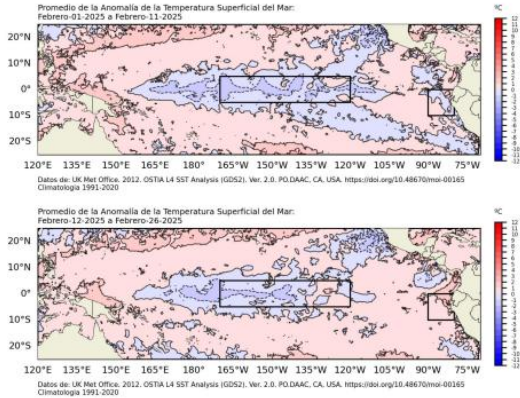 Promedio de la Anomalía de la Temperatura Superficial del Mar:
Febrero-01-2025 a Febrero-11-2025
ºC
20°N
10°N
0°
10°S
20°S
120°E 135°E 150°E 165°E 180° 165°W 150°W 135°W 120°W 105°W 90°W 75°W
Datos de: UK Met Office. 2012. OSTIA L4 SST Analysis (GDS2). Ver. 2.0. PO.DAAC, CA, USA. https://doi.org/10.48670/moi-00165
Climatologia 1991-2020
Promedio de la Anomalía de la Temperatura Superficial del Mar:
Febrero-12-2025 a Febrero-26-2025
ºC
20°N
10°N
0°
10°S
20°S
120°E 135°E 150°E 165°E 180° 165°W 150°W 135°W 120°W 105°W 90°W 75°W
Datos de: UK Met Office. 2012. OSTIA L4 SST Analysis (GDS2). Ver. 2.0. PO.DAAC, CA, USA. https://doi.org/10.48670/moi-00165
Climatologia 1991-2020